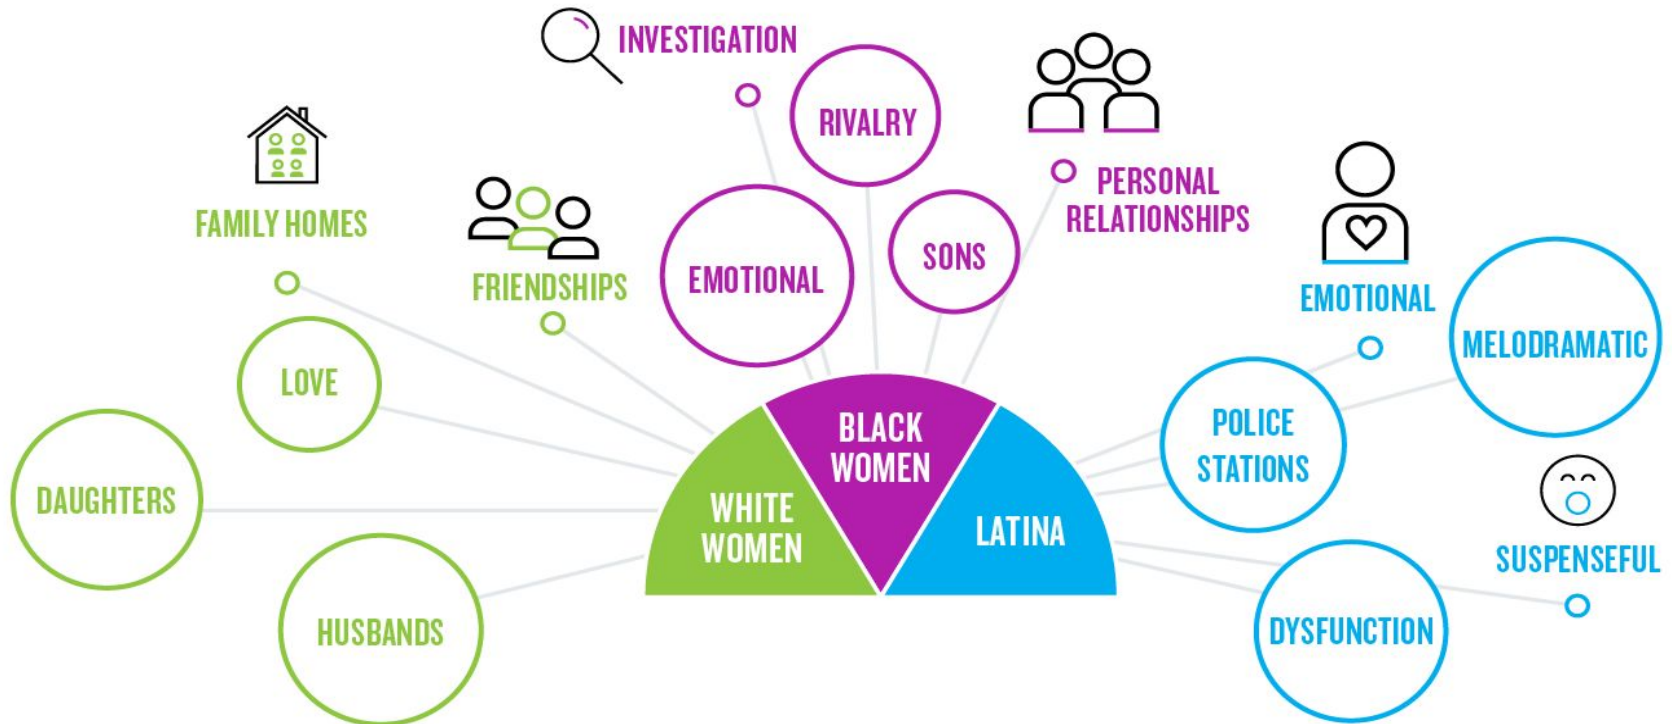 INVESTIGATION
RIVALRY
PERSONAL
RELATIONSHIPS
FAMILY HOMES
FRIENDSHIPS
EMOTIONAL
SONS
EMOTIONAL
MELODRAMATIC
LOVE
DAUGHTERS
HUSBANDS
WHITE
WOMEN
BLACK
WOMEN
LATINA
POLICE
STATIONS
SUSPENSEFUL
DYSFUNCTION